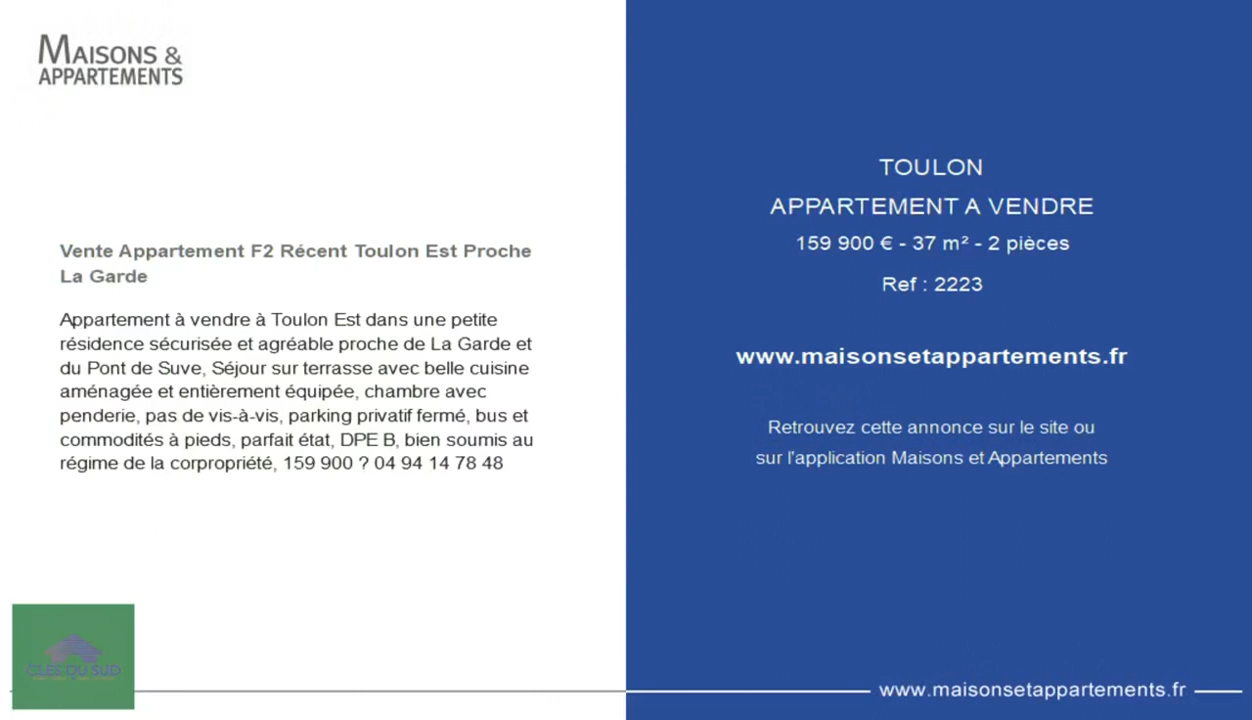 MAISONS &
APPARTEMENTS
Vente Appartement F2 Récent Toulon Est Proche
La Garde
Appartement à vendre à Toulon Est dans une petite
résidence sécurisée et agréable proche de La Garde et
du Pont de Suve, Séjour sur terrasse avec belle cuisine
aménagée et entièrement équipée, chambre avec
penderie, pas de vis-à-vis, parking privatif fermé, bus et
commodités à pieds, parfait état, DPE B, bien soumis au
régime de la corpropriété, 159 900 ? 04 94 14 78 48
CLES DU SUD
TOULON
APPARTEMENT A VENDRE
159 900 € - 37 m² - 2 pièces
Ref : 2223
www.maisonsetappartements.fr
Retrouvez cette annonce sur le site ou
sur l'application Maisons et Appartements
www.maisonsetappartements.fr